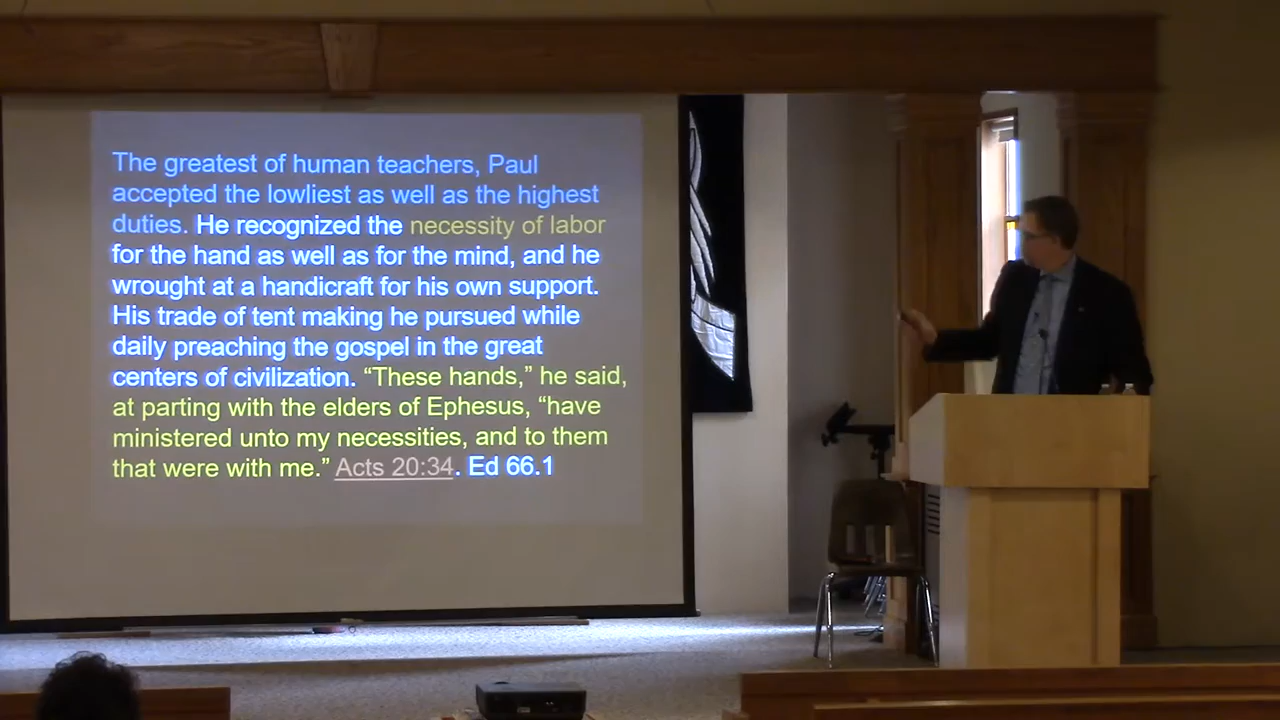 The greatest of human teachers, Paul
accepted the lowliest as well as the highest
duties. He recognized the necessity of labor
for the hand as well as for the mind, and he
wrought at a handicraft for his own support.
His trade of tent making he pursued while
daily preaching the gospel in the great
centers of civilization. “These hands,” he said,
at parting with the elders of Ephesus, “have
ministered unto my necessities, and to them
that were with me.” Acts 20:34. Ed 66.1